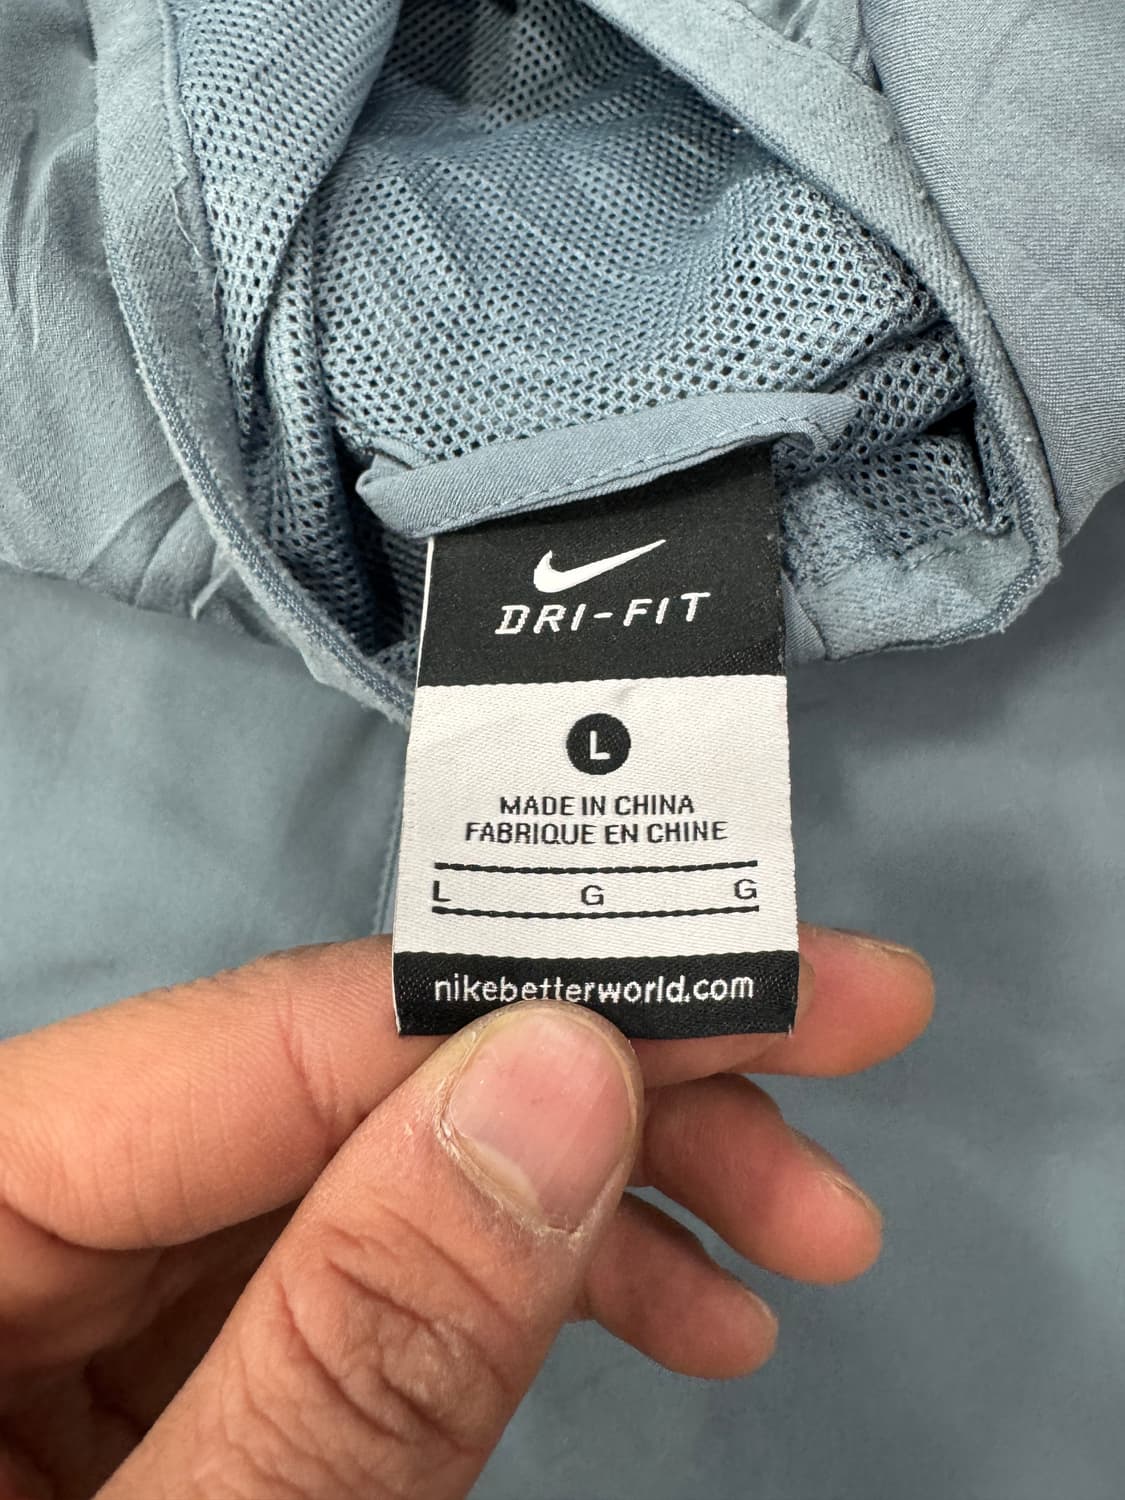 DRI-FIT
L
MADE IN CHINA
FABRIQUE EN CHINE
L G G
nikebetterworld.com